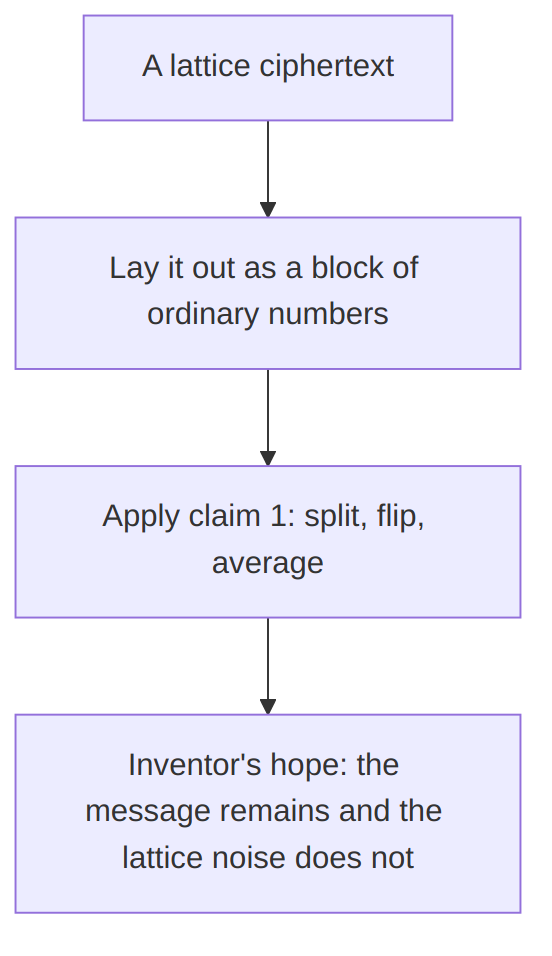 A lattice ciphertext
Lay it out as a block of
ordinary numbers
Apply claim 1: split, flip,
average
Inventor's hope: the
message remains and the
lattice noise does not